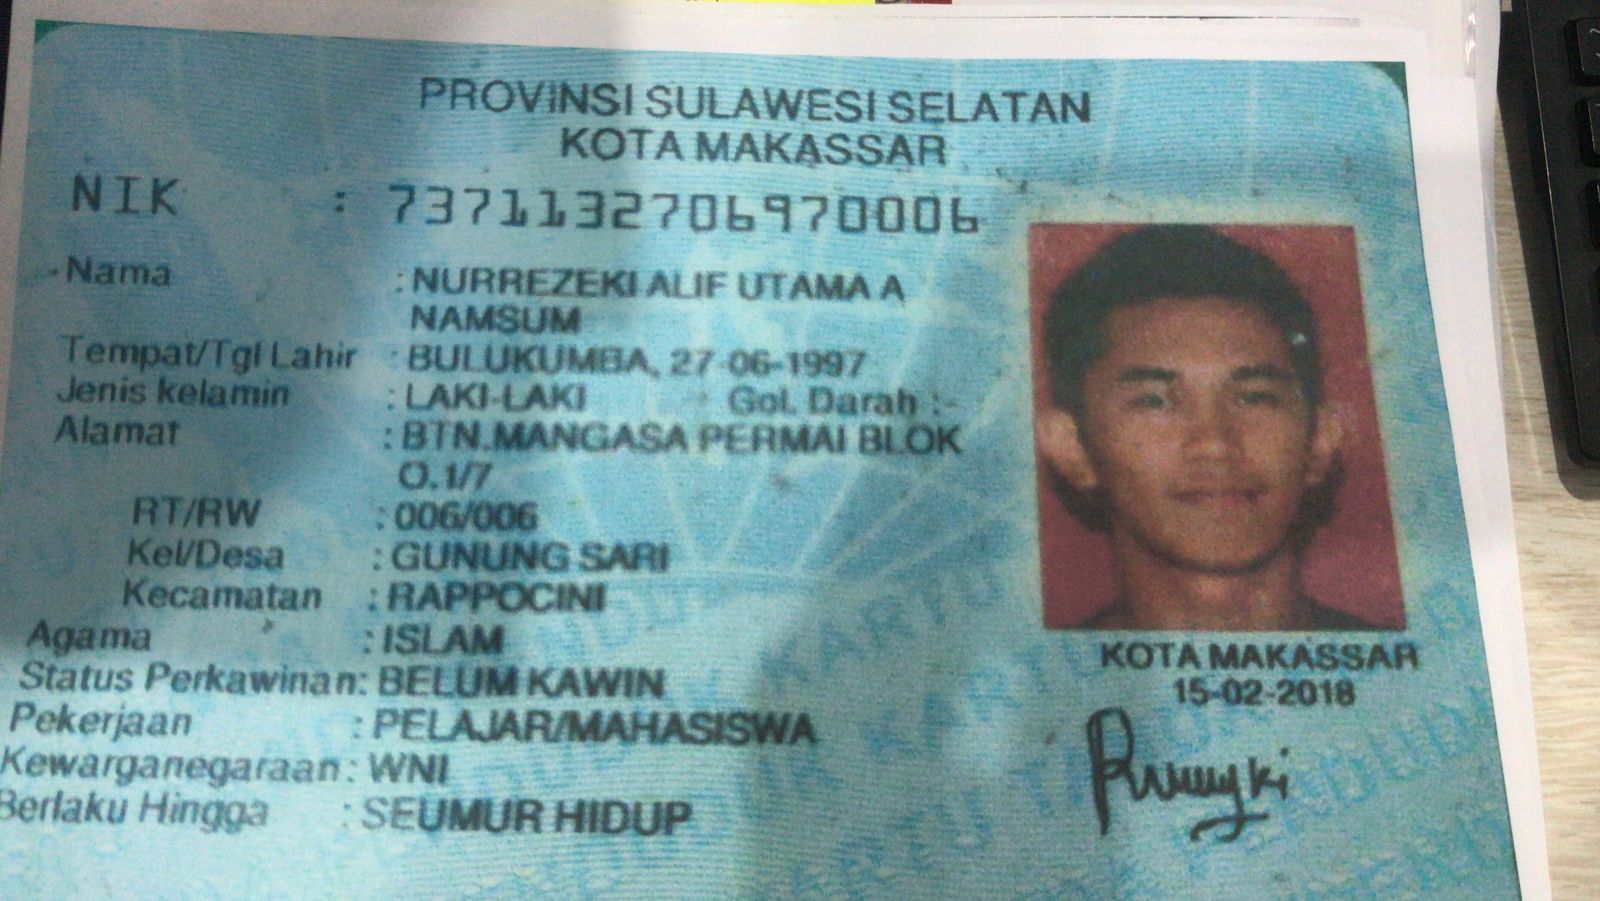 PROVINSI SULAWESI SELATAN
KOTA MAKASSAR
NIK : 7371132706970006
Nama : NURREZEKI ALIF UTAMA A
NAMSUM
Tempat/Tgl Lahir : BULUKUMBA, 27-06-1997
Jenis kelamin : LAKI-LAKI Gol. Darah :-
Alamat : BTN.MANGASA PERMAI BLOK
O.1/7
RT/RW : 006/006
Kel/Desa : GUNUNG SARI
Kecamatan : RAPPOCINI
Agama : ISLAM
Status Perkawinan: BELUM KAWIN
Pekerjaan : PELAJAR/MAHASISWA
Kewarganegaraan: WNI
Berlaku Hingga : SEUMUR HIDUP
KOTA MAKASSAR
15-02-2018